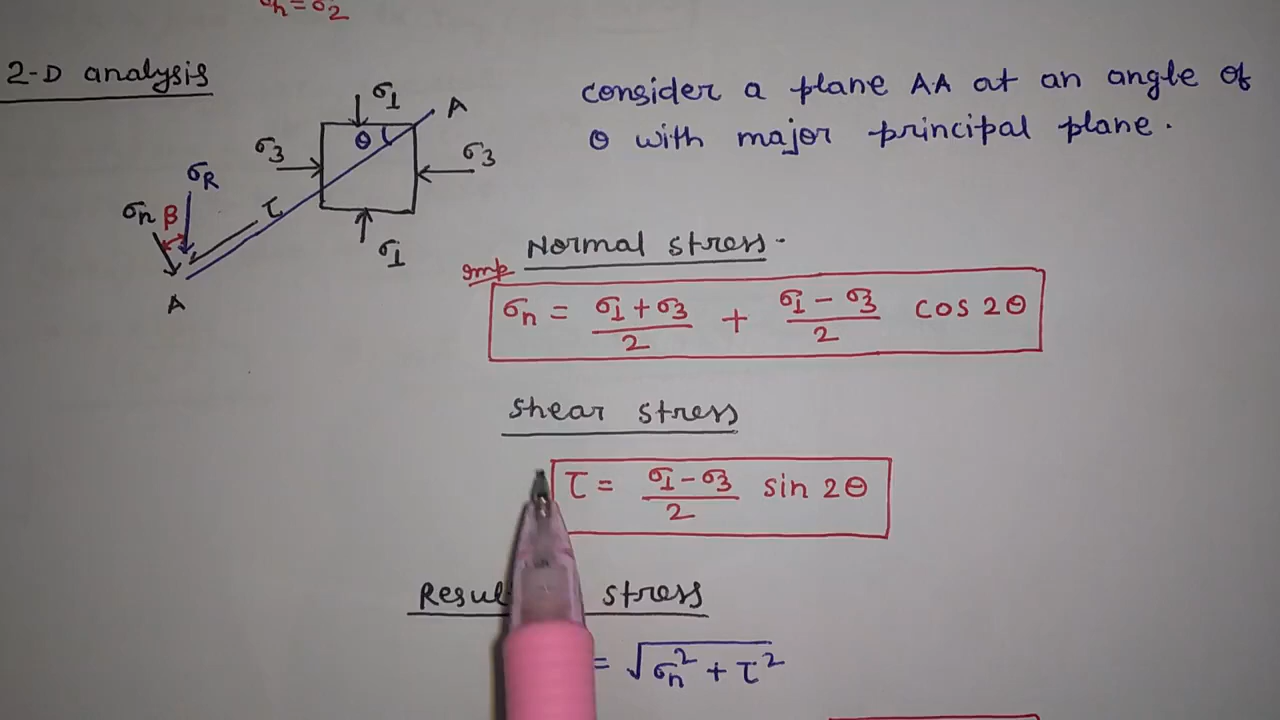 σh = σ2
2-D analysis
σ1
A
θ
σ3
σ3
σR
σn β
τ
σ1
A
consider a plane AA at an angle of
θ with major principal plane.
Normal stress.
Imp
σn = (σ1 + σ3)/2 + (σ1 - σ3)/2 cos 2θ
Shear stress
τ = (σ1 - σ3)/2 sin 2θ
stress
= √(σn² + τ²)